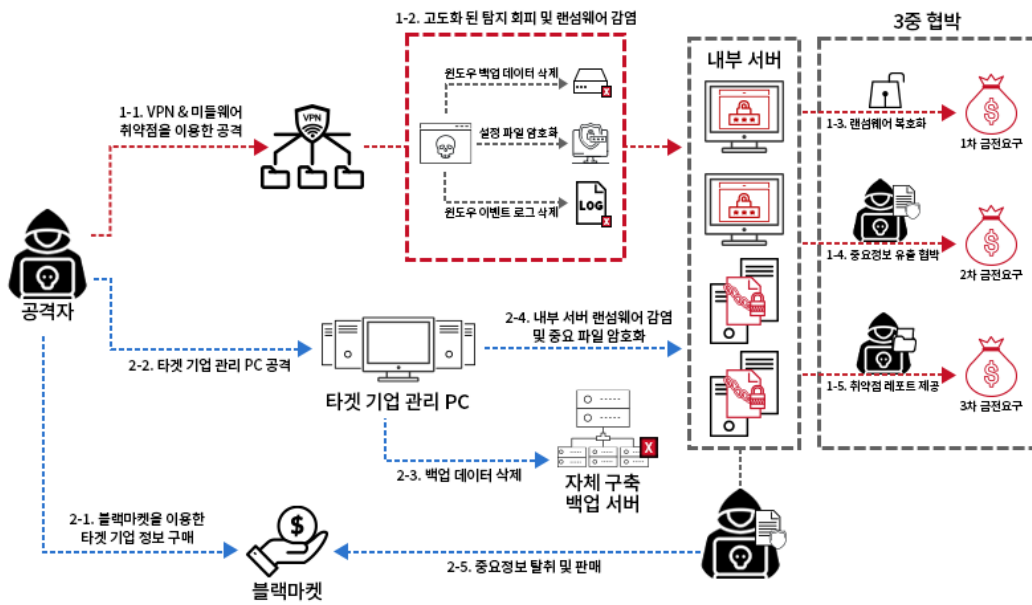 1-2. 고도화 된 탐지 회피 및 랜섬웨어 감염
3중 협박
내부 서버
1-1. VPN & 미들웨어
취약점을 이용한 공격
VPN
윈도우 백업 데이터 삭제
X
설정 파일 암호화
윈도우 이벤트 로그 삭제
LOG
X
1-3. 랜섬웨어 복호화
$
1차 금전요구
1-4. 중요정보 유출 협박
$
2차 금전요구
1-5. 취약점 레포트 제공
$
3차 금전요구
공격자
2-2. 타겟 기업 관리 PC 공격
타겟 기업 관리 PC
2-4. 내부 서버 랜섬웨어 감염
및 중요 파일 암호화
2-3. 백업 데이터 삭제
X
자체 구축
백업 서버
2-1. 블랙마켓을 이용한
타겟 기업 정보 구매
$
블랙마켓
2-5. 중요정보 탈취 및 판매